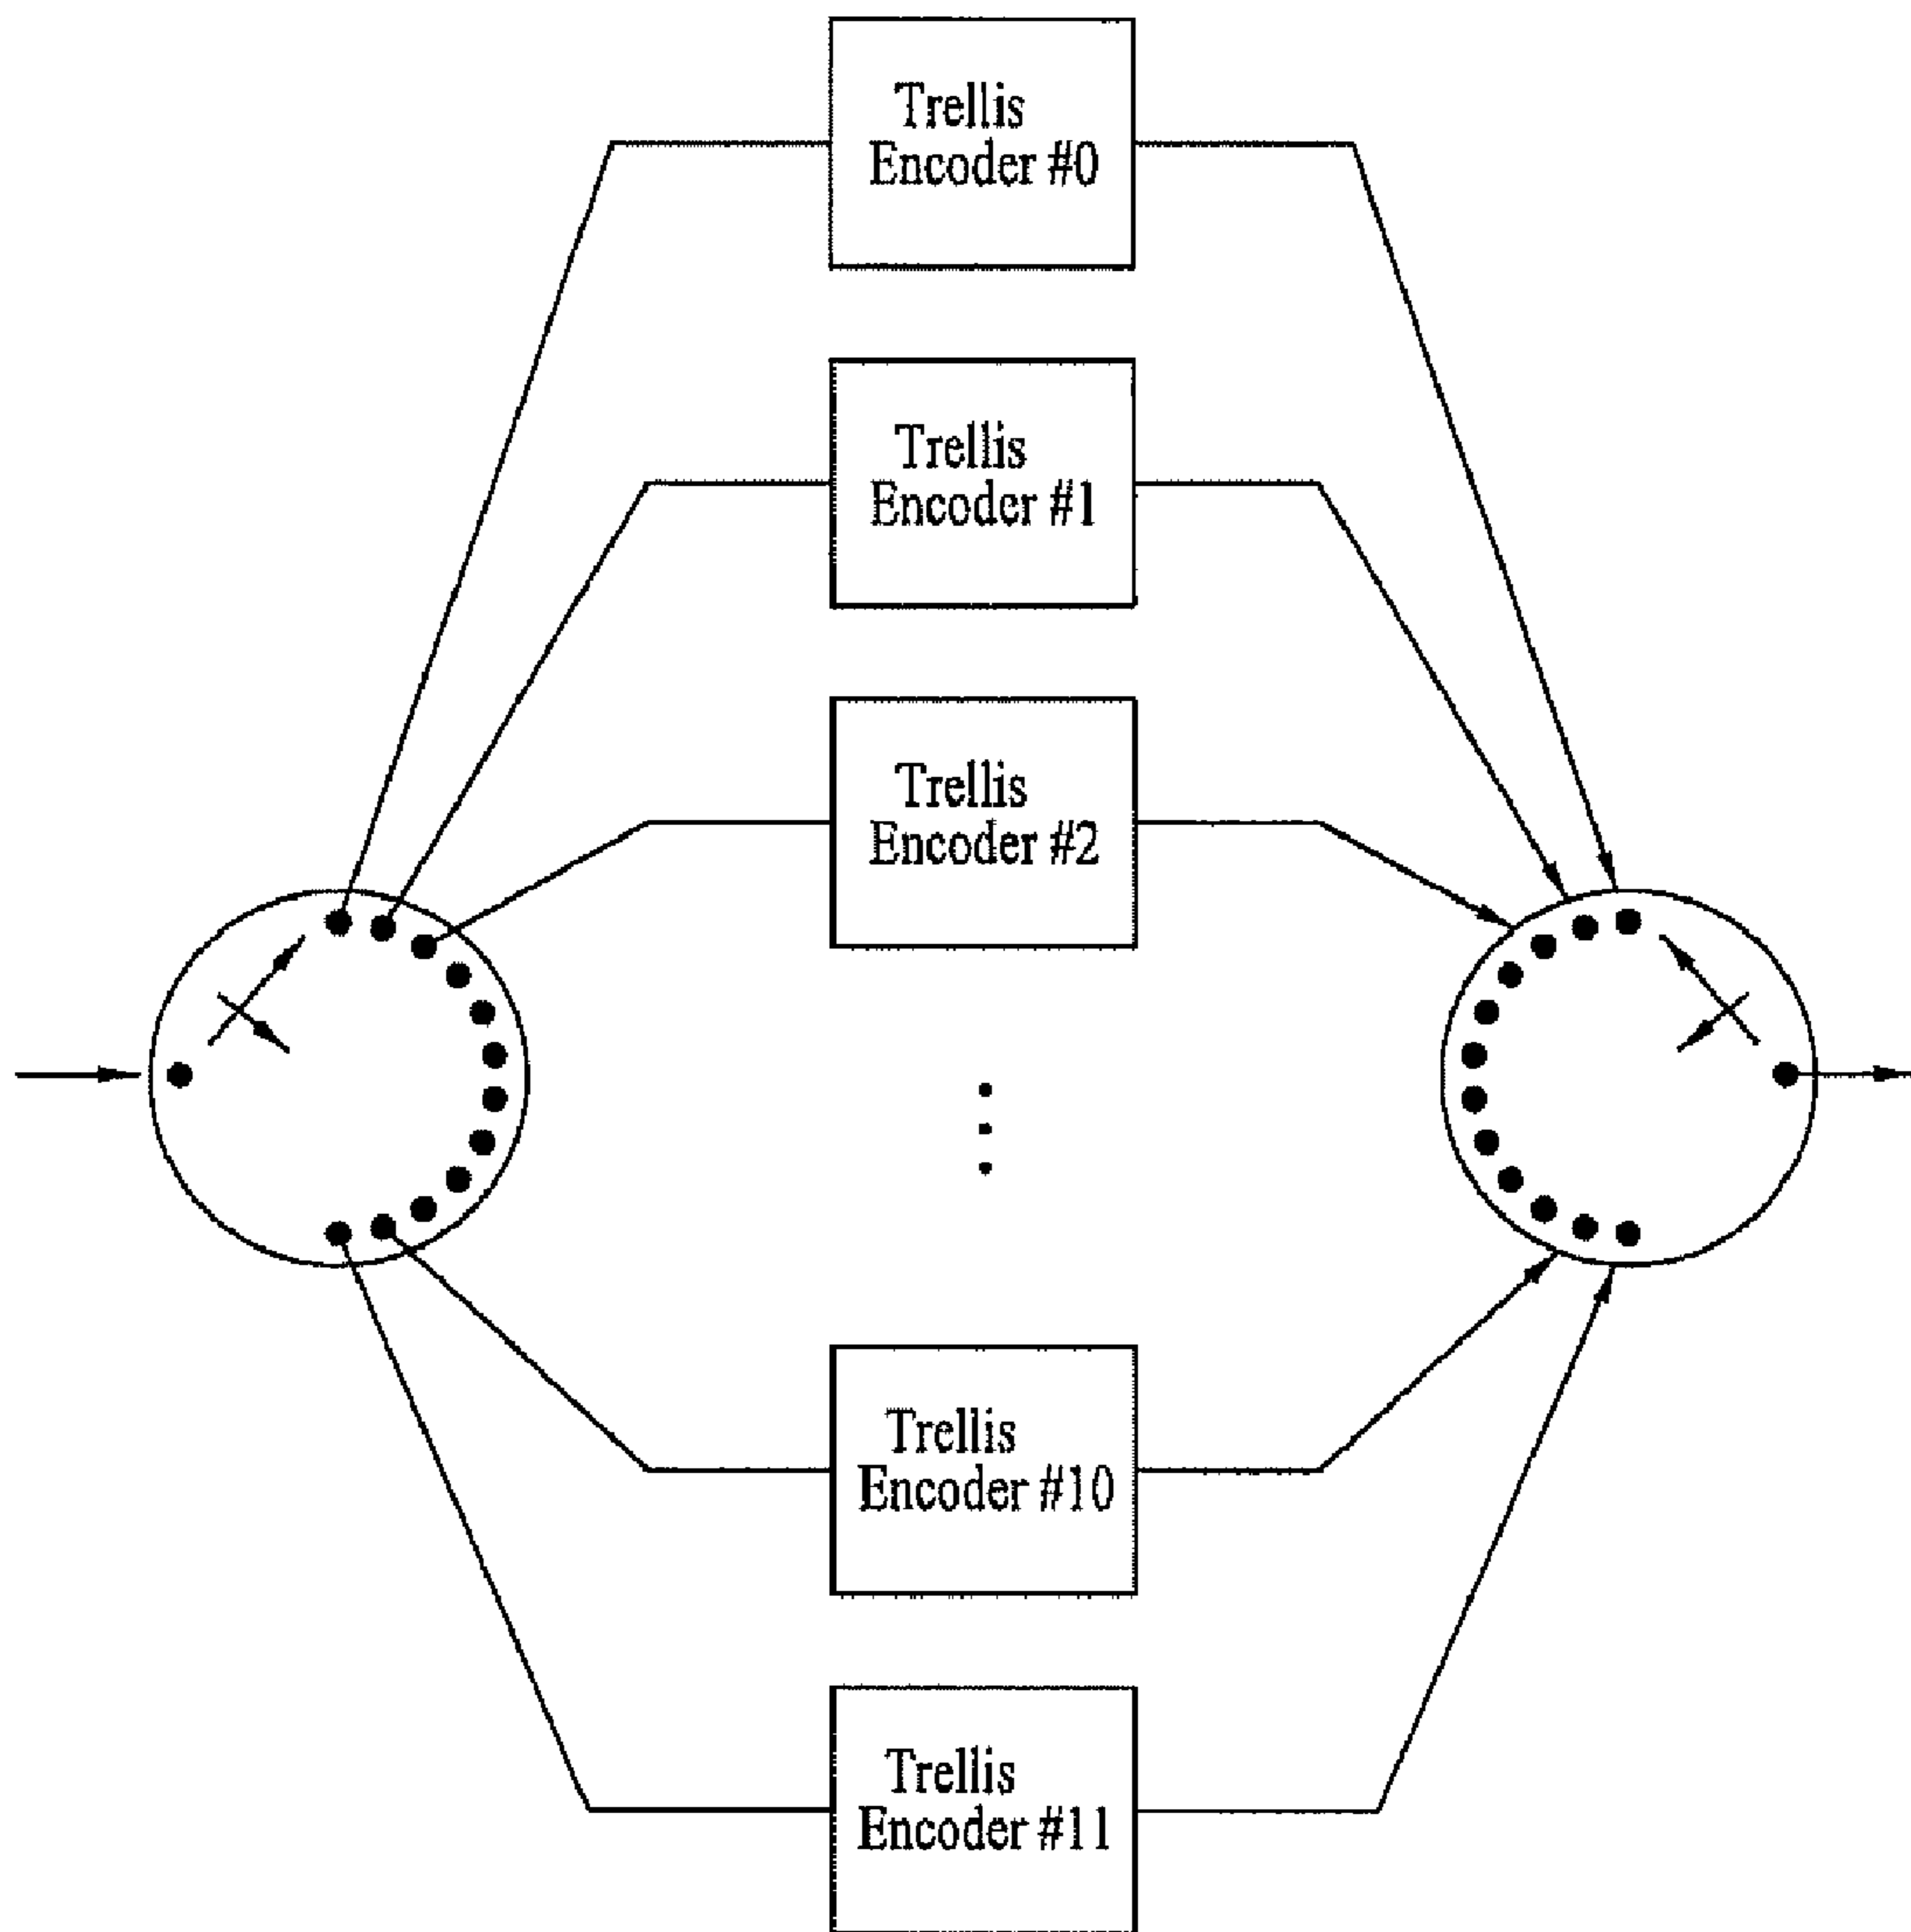 Trellis
Encoder #0
Trellis
Encoder #1
Trellis
Encoder #2
Trellis
Encoder #10
Trellis
Encoder #11